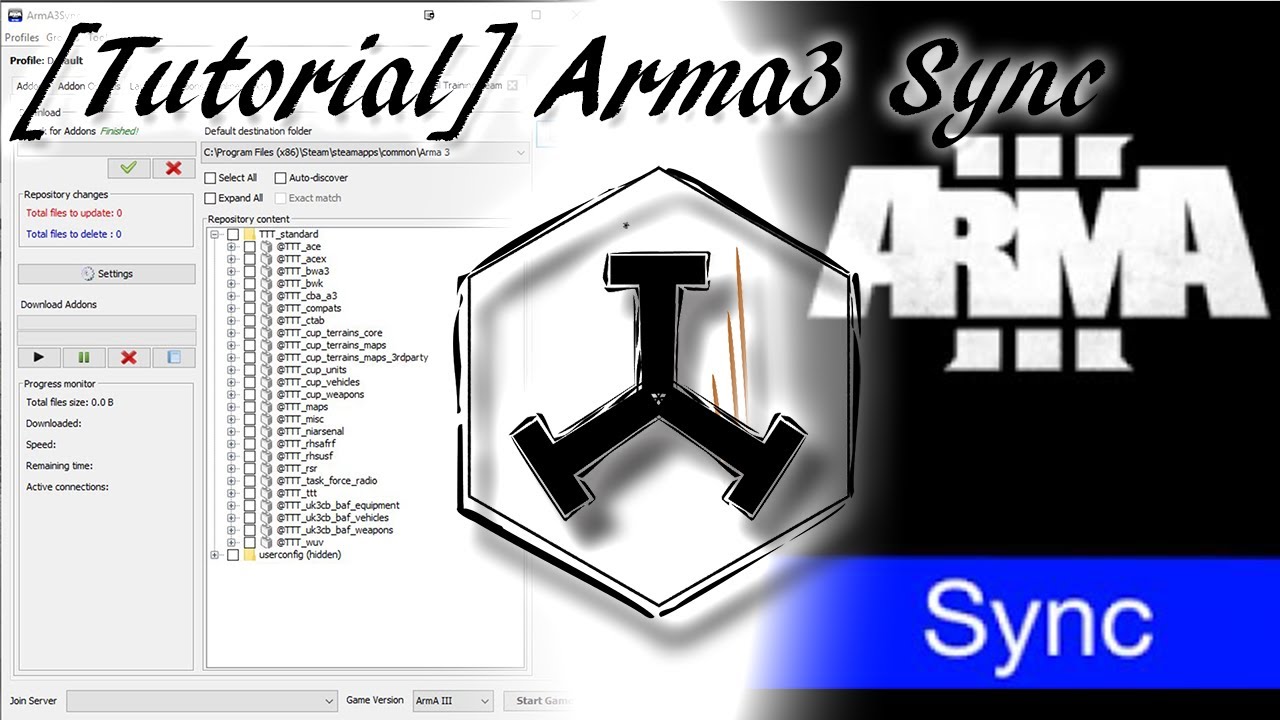 ArmA3Sync
[Tutorial] Arma3 Sync
Profiles
Profile:
for Addons Finished!
Default destination folder
C:\Program Files (x86)\Steam\steamapps\common\Arma 3
Select All
Auto-discover
Expand All
Exact match
Repository changes
Total files to update: 0
Total files to delete : 0
Settings
Download Addons
Progress monitor
Total files size: 0.0 B
Downloaded:
Speed:
Remaining time:
Active connections:
Repository content
TTT_standard
@TTT_ace
@TTT_acex
@TTT_bwa3
@TTT_bwk
@TTT_cba_a3
@TTT_compats
@TTT_ctab
@TTT_cup_terrains_core
@TTT_cup_terrains_maps
@TTT_cup_terrains_maps_3rdparty
@TTT_cup_units
@TTT_cup_vehicles
@TTT_cup_weapons
@TTT_maps
@TTT_misc
@TTT_niarsenal
@TTT_rhsafrf
@TTT_rhsusf
@TTT_rsr
@TTT_task_force_radio
@TTT_ttt
@TTT_uk3cb_baf_equipment
@TTT_uk3cb_baf_vehicles
@TTT_uk3cb_baf_weapons
@TTT_wuv
userconfig (hidden)
Join Server
Game Version
ArmA III
Start Game
III
ARMA
III
Sync